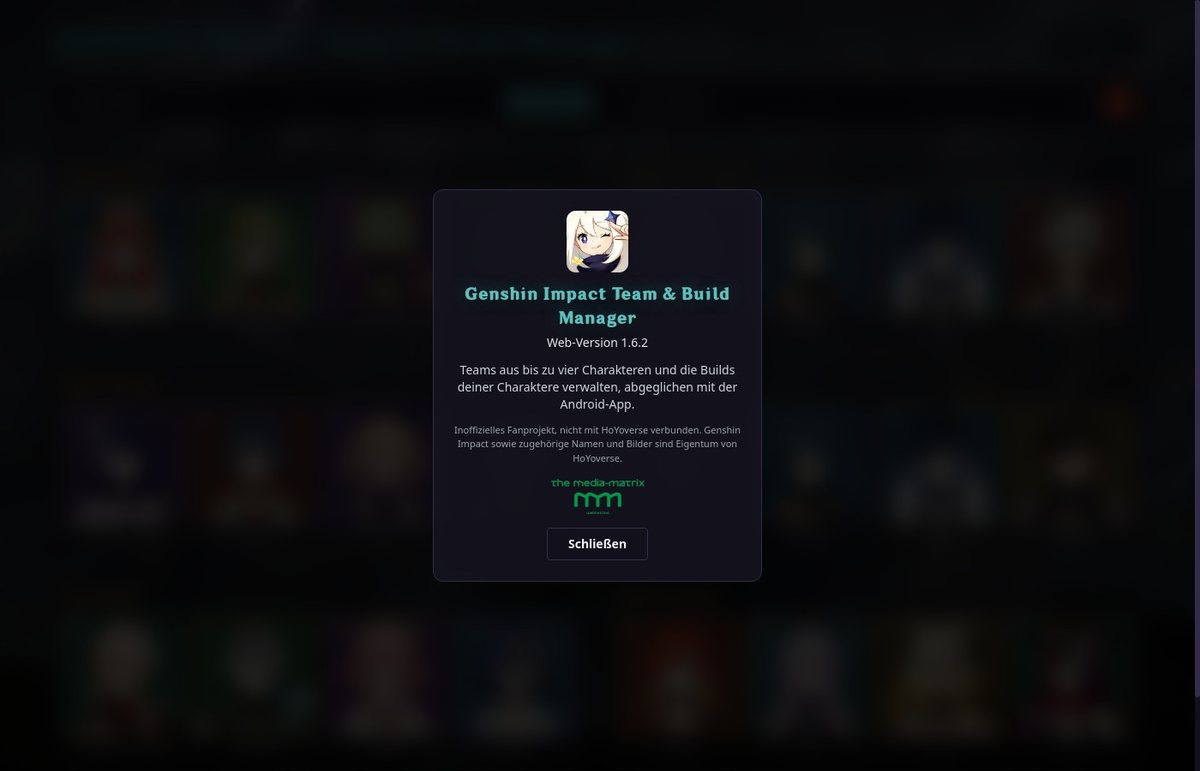 Genshin Impact Team & Build
Manager
Web-Version 1.6.2
Teams aus bis zu vier Charakteren und die Builds
deiner Charaktere verwalten, abgeglichen mit der
Android-App.
Inoffizielles Fanprojekt, nicht mit HoYoverse verbunden. Genshin
Impact sowie zugehörige Namen und Bilder sind Eigentum von
HoYoverse.
the media-matrix
mm
Schließen